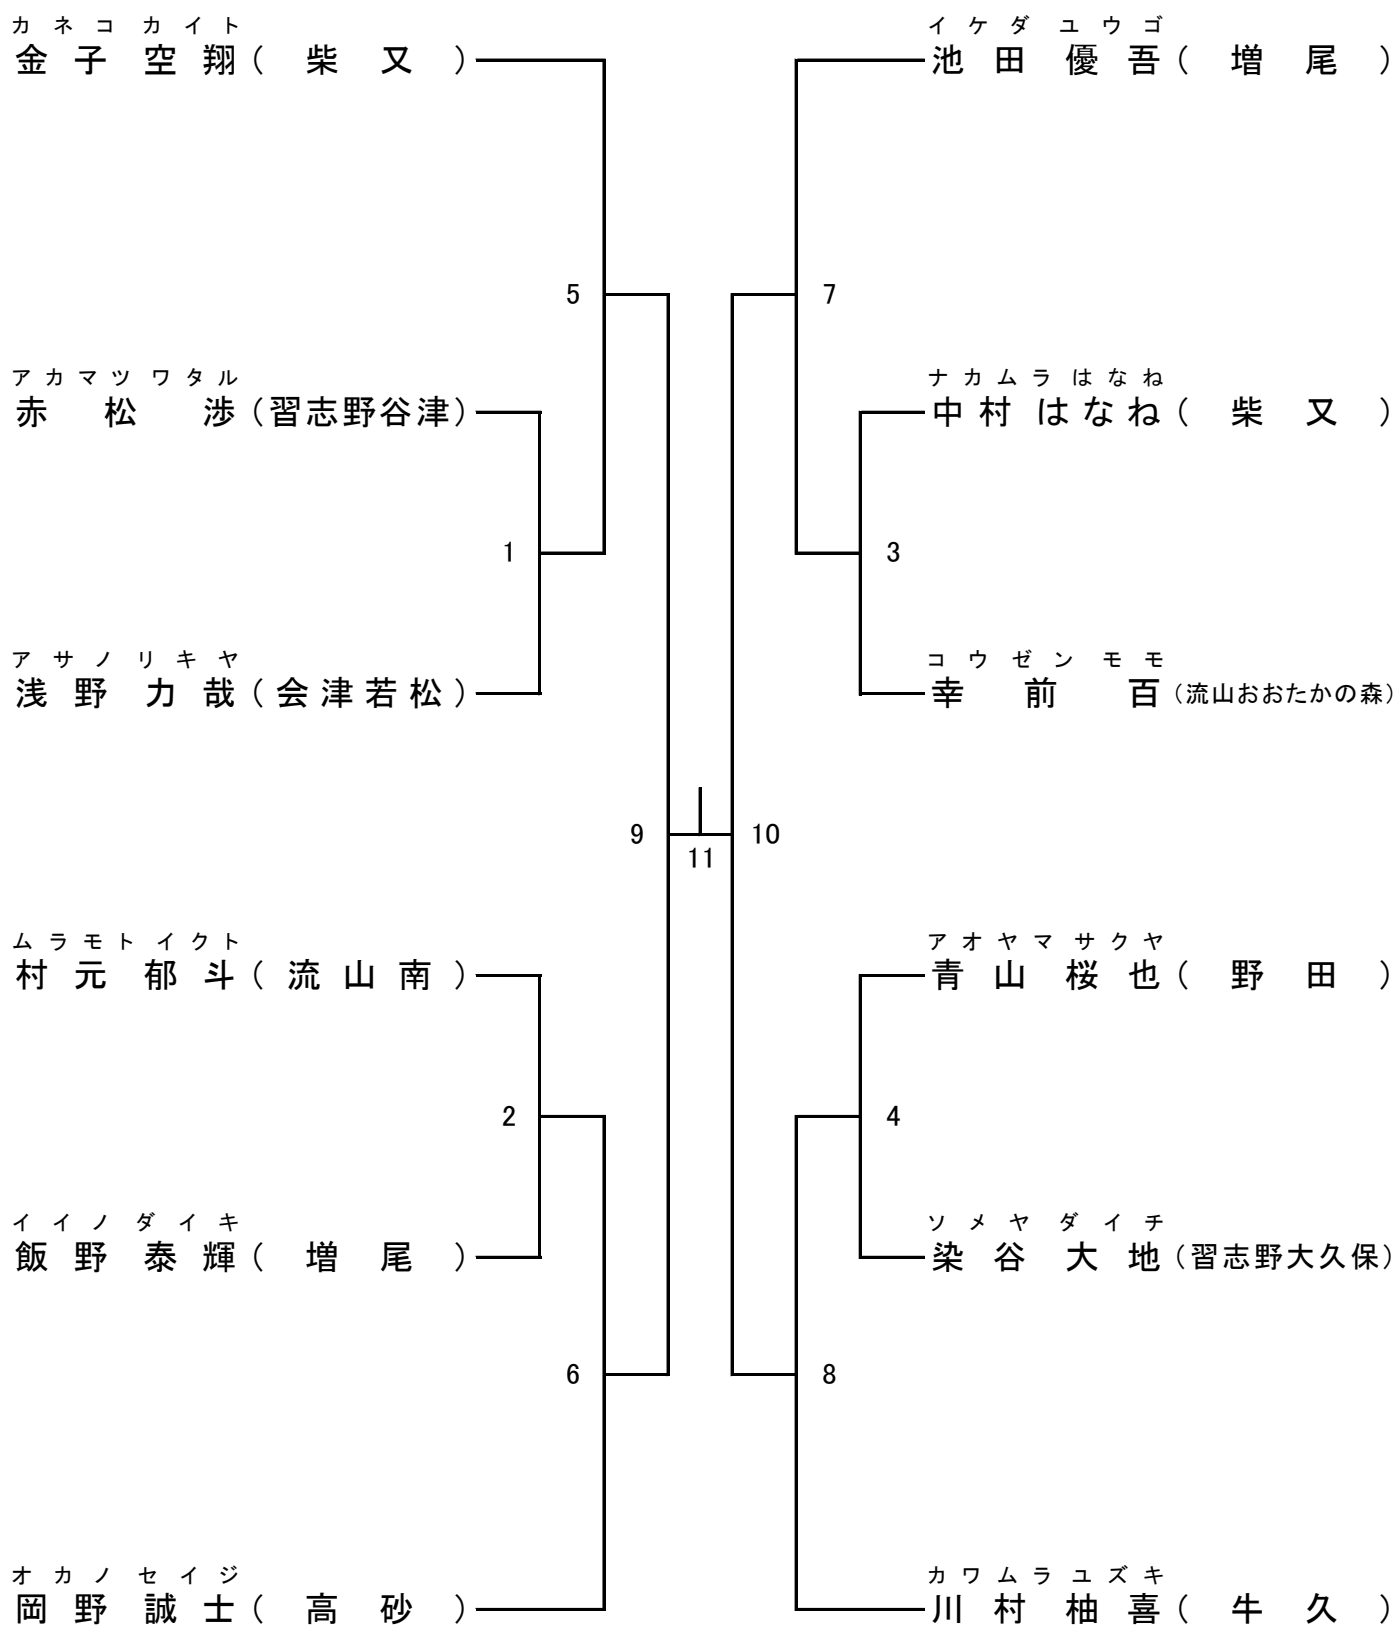 カネコ カイト
金子 空翔(柴又)
5
アカマツ ワタル
赤松 渉(習志野谷津)
1
アサノ リキヤ
浅野 力哉(会津若松)
9
ムラモト イクト
村元 郁斗(流山南)
2
イイノ ダイキ
飯野 泰輝(増尾)
6
オカノ セイジ
岡野 誠士(高砂)
11
イケダ ユウゴ
池田 優吾(増尾)
7
ナカムラ はなね
中村 はなね(柴又)
3
コウゼン モモ
幸前 百(流山おおたかの森)
10
アオヤマ サクヤ
青山 桜也(野田)
4
ソメヤ ダイチ
染谷 大地(習志野大久保)
8
カワムラ ユズキ
川村 柚喜(牛久)